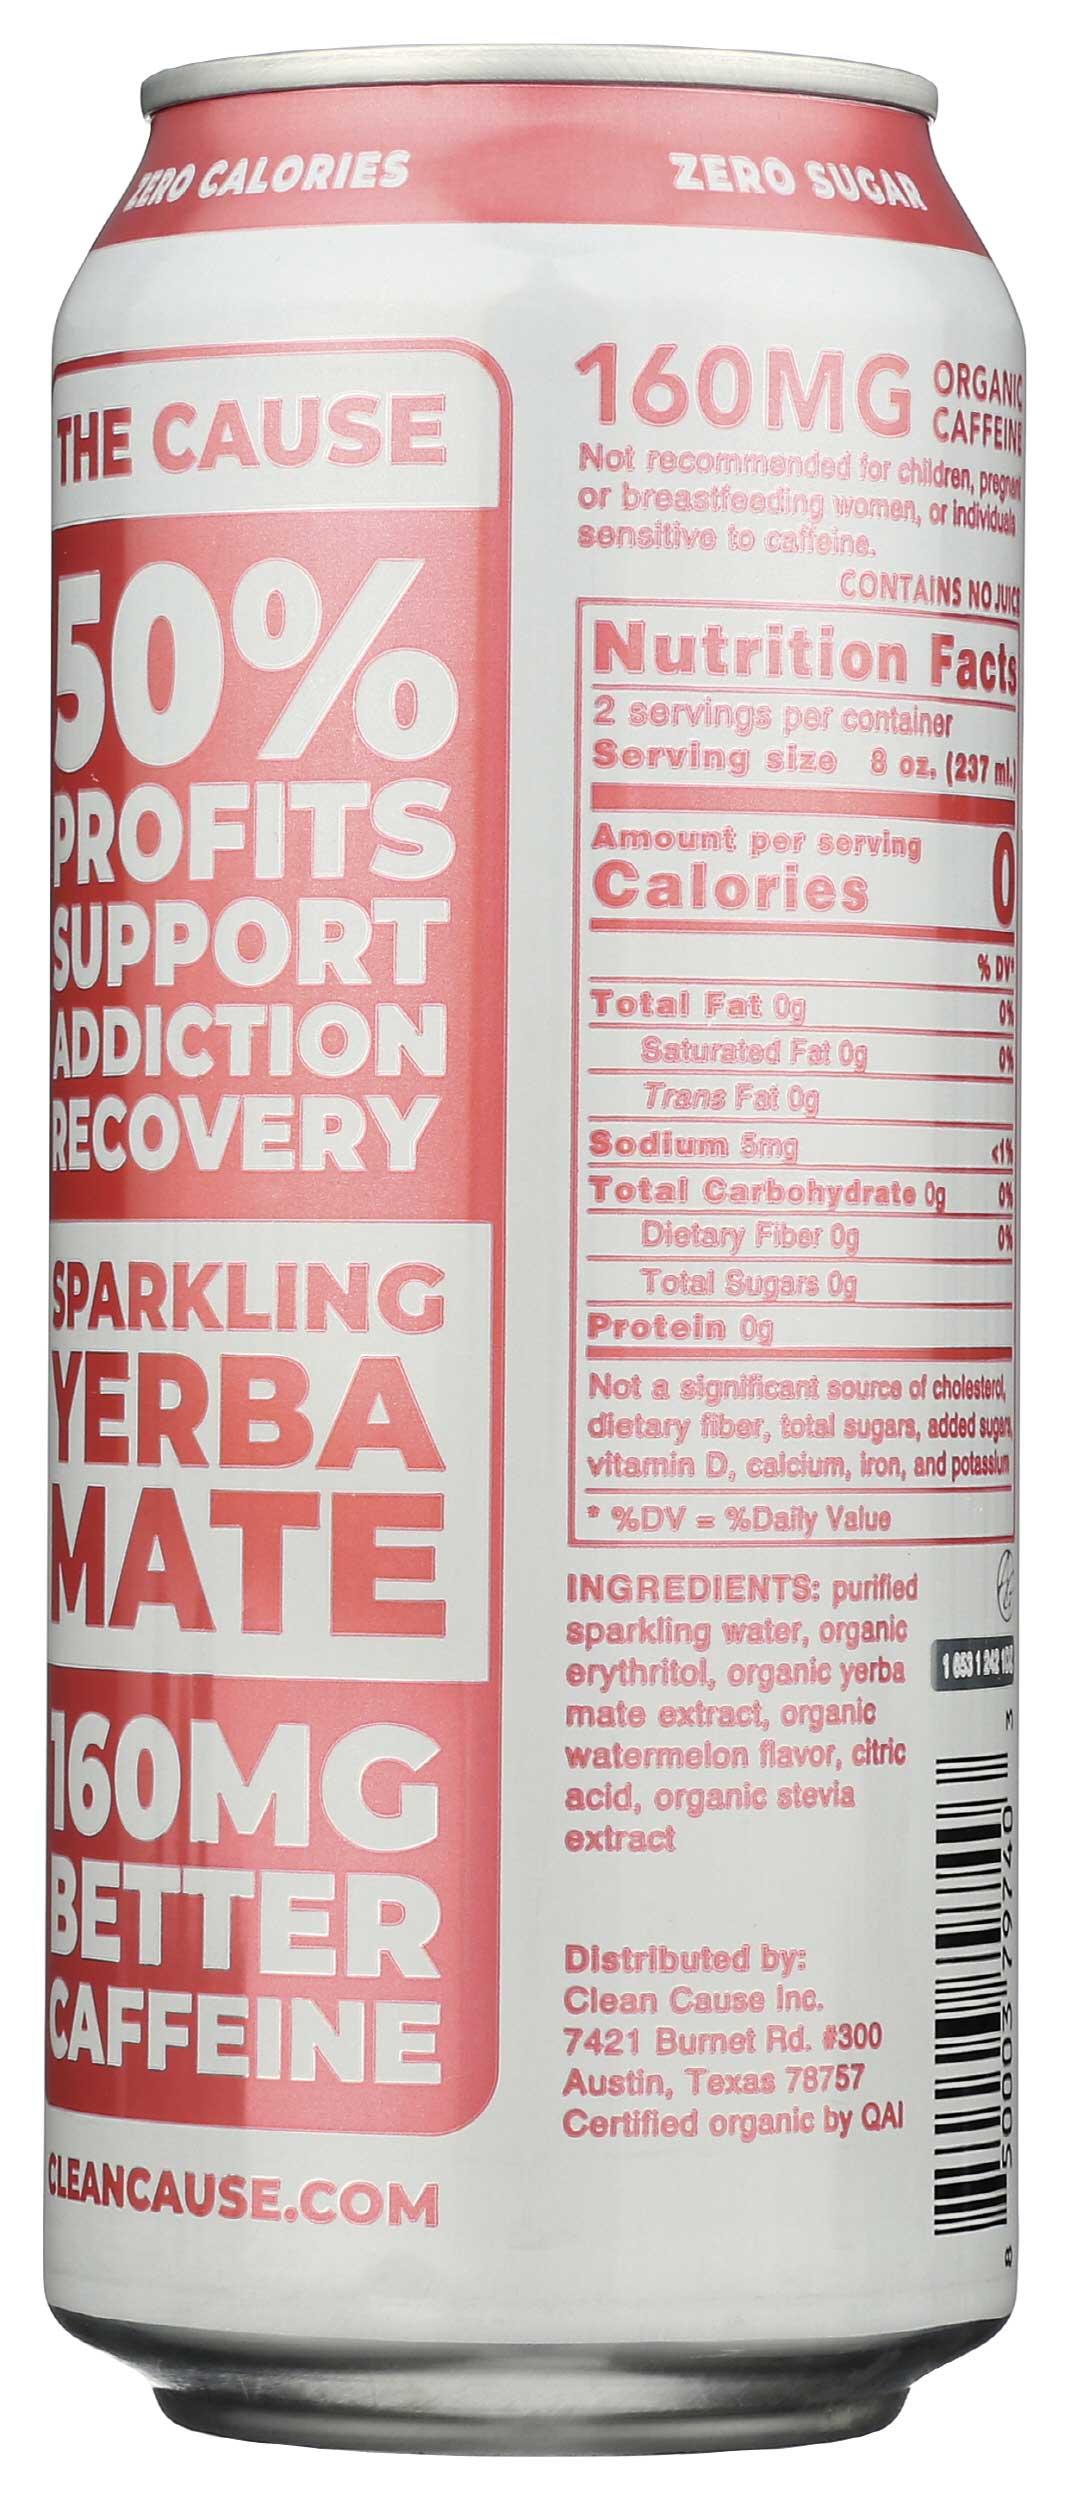 ZERO CALORIES
ZERO SUGAR
THE CAUSE
50%
PROFITS
SUPPORT
ADDICTION
RECOVERY
SPARKLING
YERBA
MATE
160MG
BETTER
CAFFEINE
CLEANCAUSE.COM
160MG ORGANIC
CAFFEINE
Not recommended for children, pregnant
or breastfeeding women, or individuals
sensitive to caffeine.
CONTAINS NO JUICE
Nutrition Facts
2 servings per container
Serving size 8 oz. (237 ml.)
Amount per serving
Calories 0
% DV*
Total Fat 0g 0%
Saturated Fat 0g 0%
Trans Fat 0g
Sodium 5mg <1%
Total Carbohydrate 0g 0%
Dietary Fiber 0g 0%
Total Sugars 0g
Protein 0g
Not a significant source of cholesterol,
dietary fiber, total sugars, added sugars,
vitamin D, calcium, iron, and potassium
* %DV = %Daily Value
INGREDIENTS: purified
sparkling water, organic
erythritol, organic yerba
mate extract, organic
watermelon flavor, citric
acid, organic stevia
extract
Distributed by:
Clean Cause Inc.
7421 Burnet Rd. #300
Austin, Texas 78757
Certified organic by QAI
8 50003 79740 3